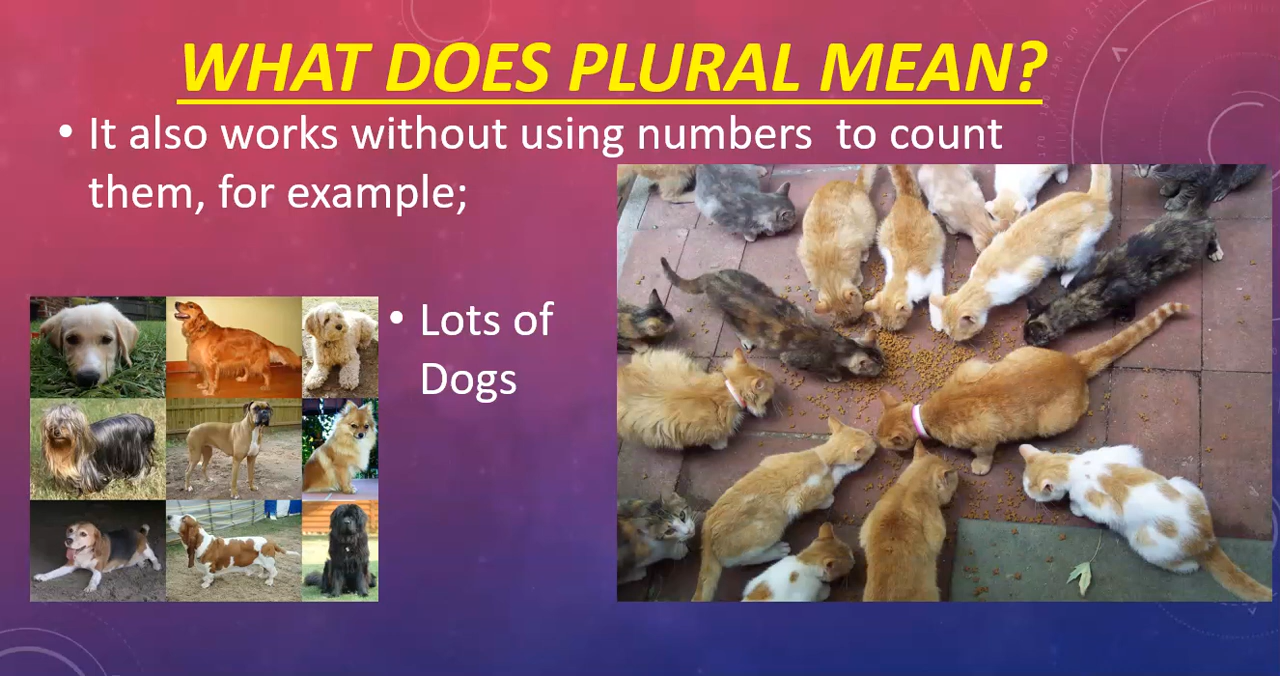 WHAT DOES PLURAL MEAN?
• It also works without using numbers  to count
them, for example;
• Lots of
Dogs